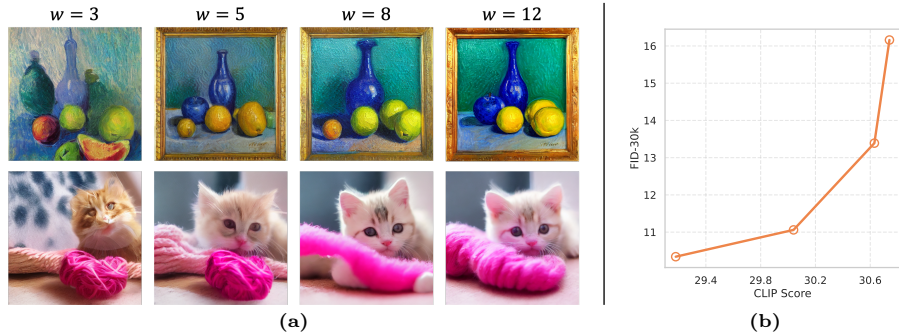 w = 3
w = 5
w = 8
w = 12
16
15
14
13
12
11
FID-30k
29.4
29.8
30.2
30.6
CLIP Score
(a)
(b)